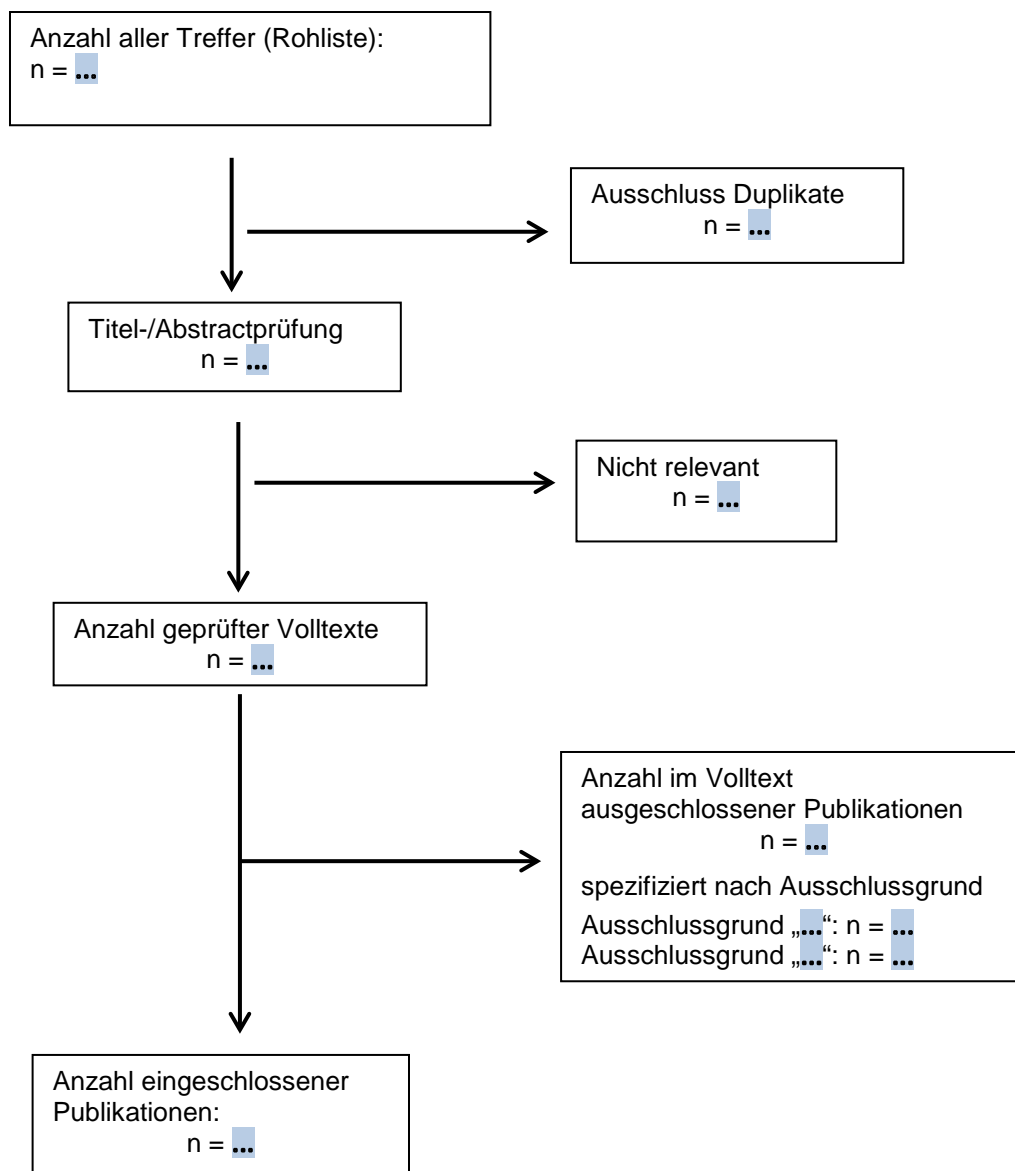 Anzahl aller Treffer (Rohliste):
n = ...
Ausschluss Duplikate
n = ...
Titel-/Abstractprüfung
n = ...
Nicht relevant
n = ...
Anzahl geprüfter Volltexte
n = ...
Anzahl im Volltext
ausgeschlossener Publikationen
n = ...
spezifiziert nach Ausschlussgrund
Ausschlussgrund „...“: n = ...
Ausschlussgrund „...“: n = ...
Anzahl eingeschlossener
Publikationen:
n = ...